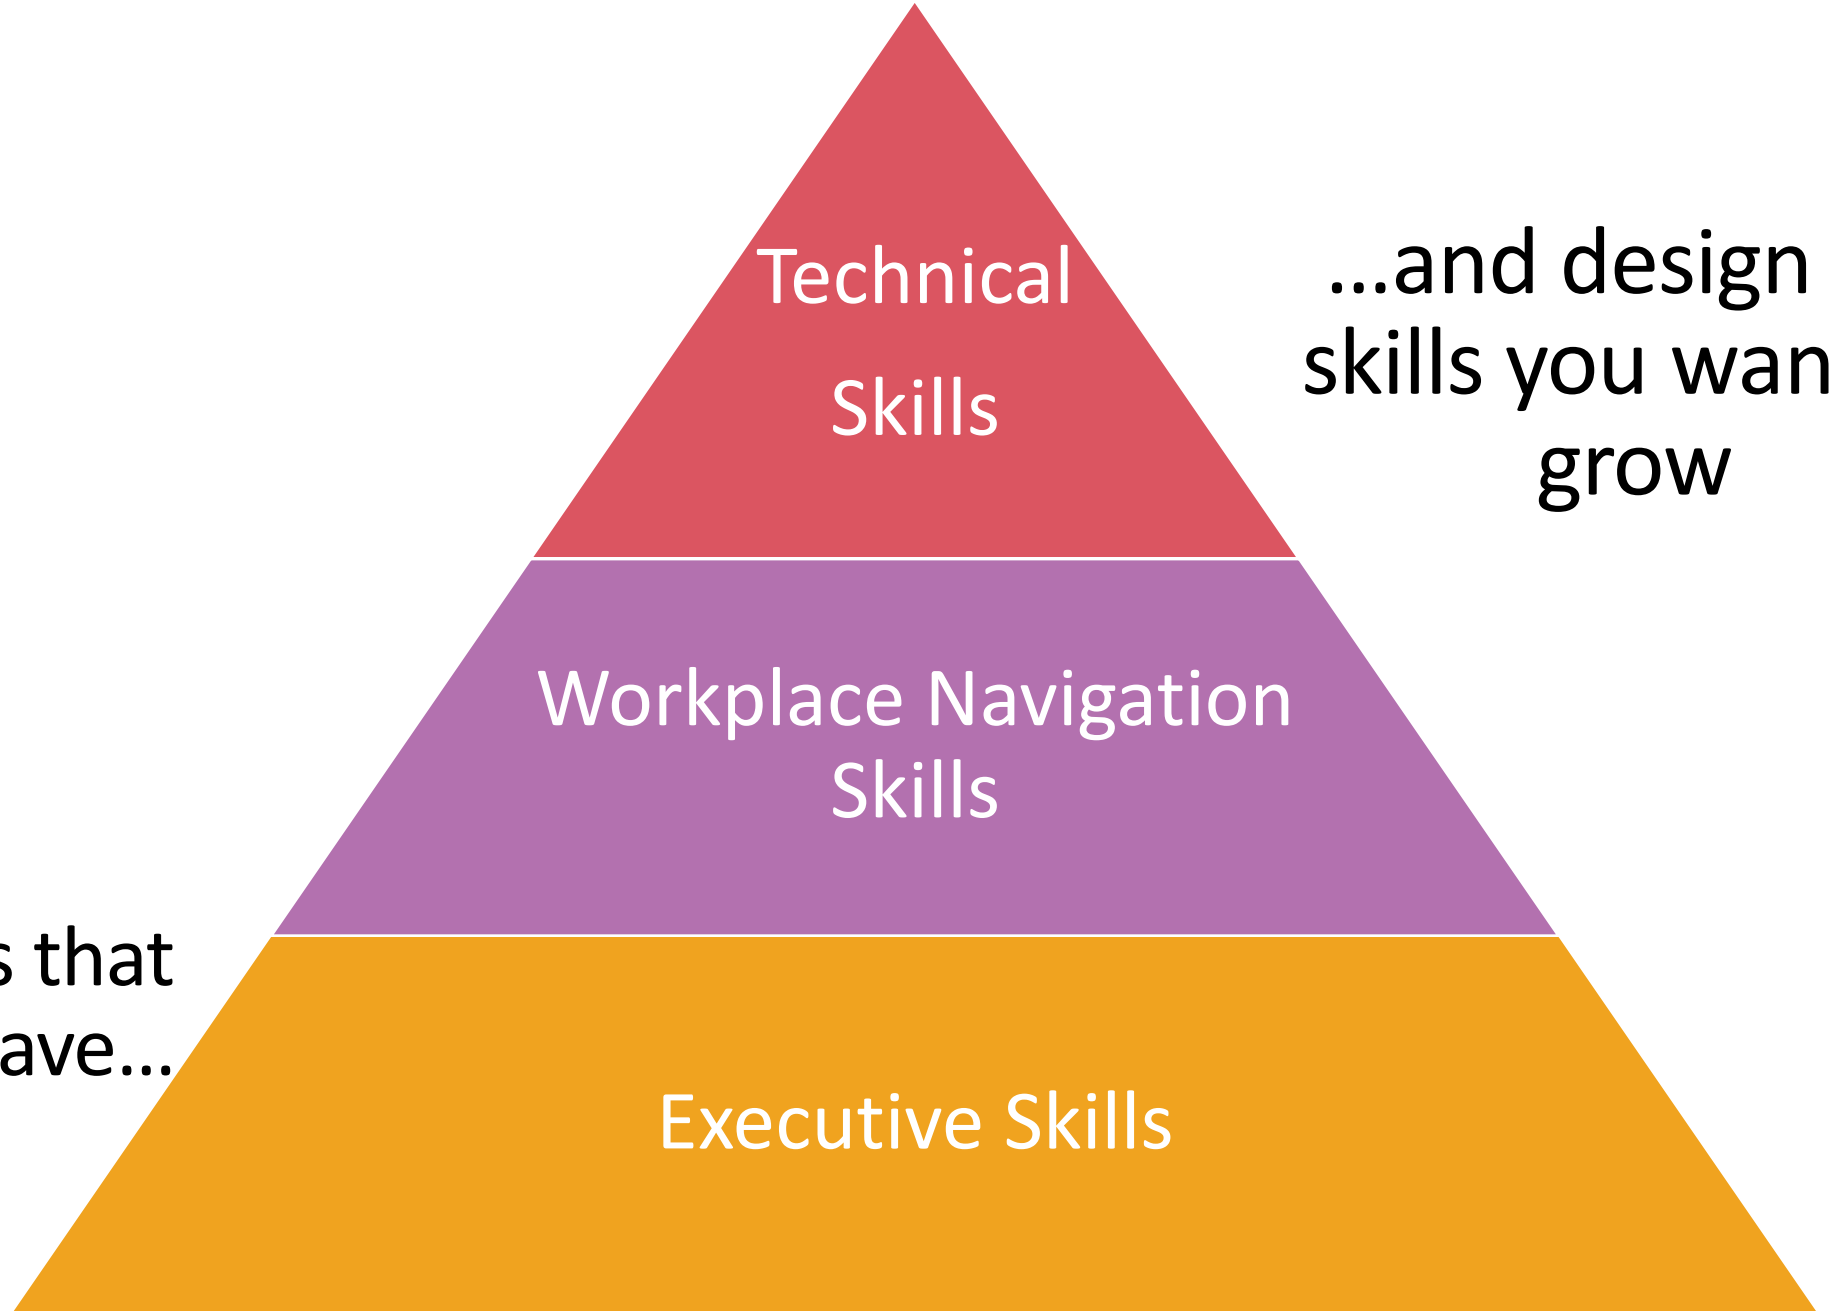 Technical
Skills
...and design
skills you wan
grow
Workplace Navigation
Skills
s that
ave...
Executive Skills